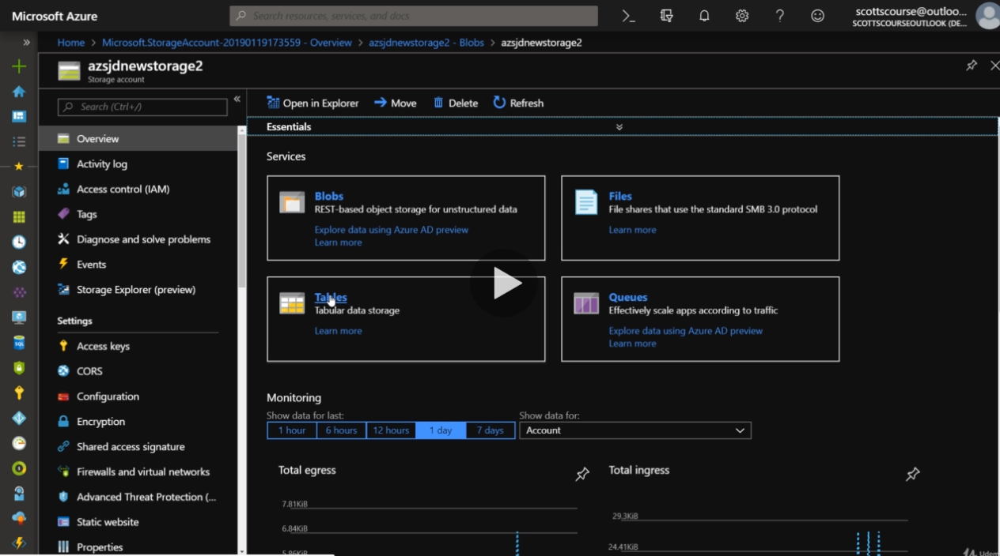 Microsoft Azure
Search resources, services, and docs
scottscourse@outloo...
SCOTTSCOURSEOUTLOOK (DE...
Home > Microsoft.StorageAccount-20190119173559 - Overview > azsjdnewstorage2 - Blobs > azsjdnewstorage2
azsjdnewstorage2
Storage account
Search (Ctrl+/)
Overview
Activity log
Access control (IAM)
Tags
Diagnose and solve problems
Events
Storage Explorer (preview)
Settings
Access keys
CORS
Configuration
Encryption
Shared access signature
Firewalls and virtual networks
Advanced Threat Protection (...
Static website
Properties
Open in Explorer Move Delete Refresh
Essentials
Services
Blobs
REST-based object storage for unstructured data
Explore data using Azure AD preview
Learn more
Files
File shares that use the standard SMB 3.0 protocol
Learn more
Tables
Tabular data storage
Learn more
Queues
Effectively scale apps according to traffic
Explore data using Azure AD preview
Learn more
Monitoring
Show data for last:
1 hour 6 hours 12 hours 1 day 7 days
Show data for:
Account
Total egress
7.81KiB
6.84KiB
5.86KiB
Total ingress
29.3KiB
24.41KiB
SQL